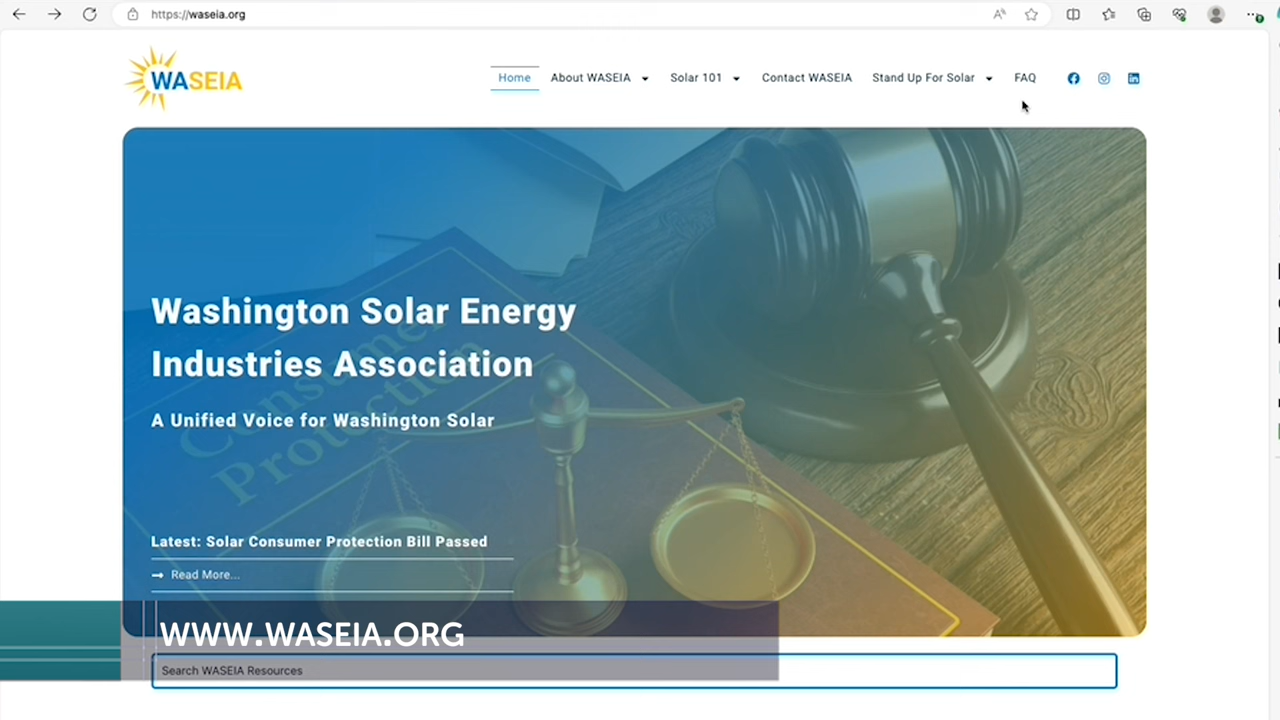 https://waseia.org
WASEIA
Home About WASEIA Solar 101 Contact WASEIA Stand Up For Solar FAQ
Consumer
Protection
Washington Solar Energy
Industries Association
A Unified Voice for Washington Solar
Latest: Solar Consumer Protection Bill Passed
Read More...
WWW.WASEIA.ORG
Search WASEIA Resources